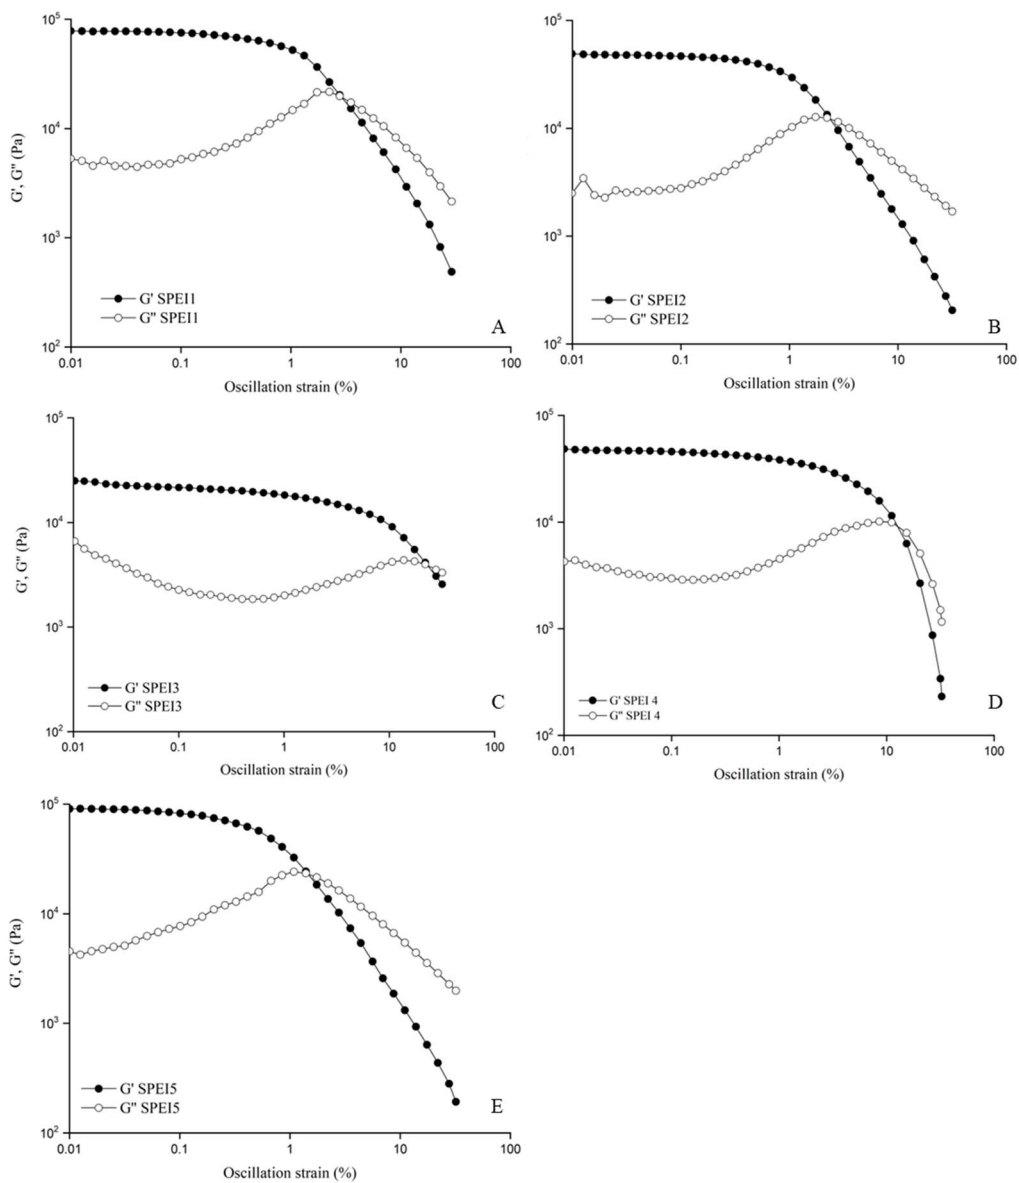 10⁵
10⁴
10³
10²
G', G'' (Pa)
G' SPEI1
G'' SPEI1
A
0.01 0.1 1 10 100
Oscillation strain (%)
10⁵
10⁴
10³
10²
G' SPEI2
G'' SPEI2
B
0.01 0.1 1 10 100
Oscillation strain (%)
10⁵
10⁴
10³
10²
G', G'' (Pa)
G' SPEI3
G'' SPEI3
C
0.01 0.1 1 10 100
Oscillation strain (%)
10⁵
10⁴
10³
10²
G' SPEI 4
G'' SPEI 4
D
0.01 0.1 1 10 100
Oscillation strain (%)
10⁵
10⁴
10³
10²
G', G'' (Pa)
G' SPEI5
G'' SPEI5
E
0.01 0.1 1 10 100
Oscillation strain (%)